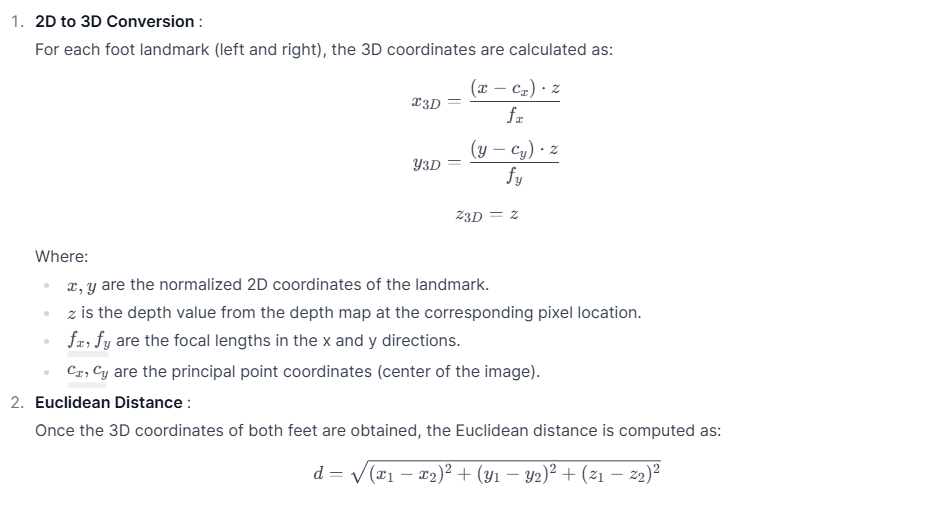 1. 2D to 3D Conversion :
For each foot landmark (left and right), the 3D coordinates are calculated as:
x_{3D} = \frac{(x − c_x) · z}{f_x}
y_{3D} = \frac{(y − c_y) · z}{f_y}
z_{3D} = z
Where:
• x, y are the normalized 2D coordinates of the landmark.
• z is the depth value from the depth map at the corresponding pixel location.
• f_x, f_y are the focal lengths in the x and y directions.
• c_x, c_y are the principal point coordinates (center of the image).
2. Euclidean Distance :
Once the 3D coordinates of both feet are obtained, the Euclidean distance is computed as:
d = \sqrt{(x_1 − x_2)^2 + (y_1 − y_2)^2 + (z_1 − z_2)^2}